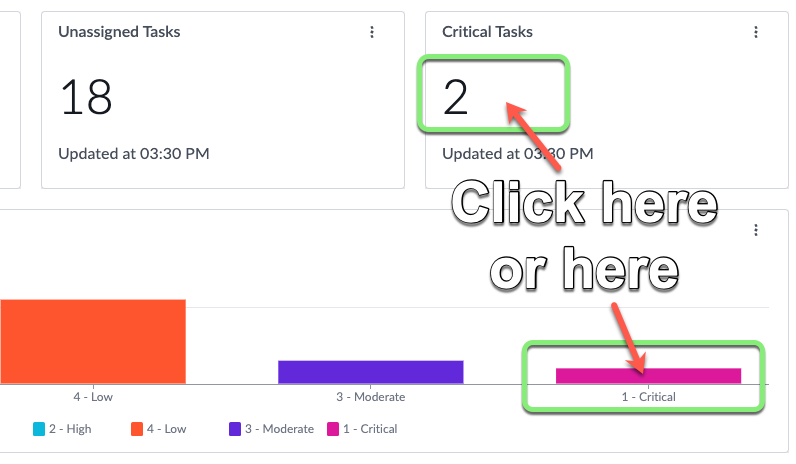 Unassigned Tasks
Critical Tasks
18
2
Updated at 03:30 PM
Updated at 03:30 PM
Click here
or here
4 - Low
3 - Moderate
1 - Critical
2 - High
4 - Low
3 - Moderate
1 - Critical